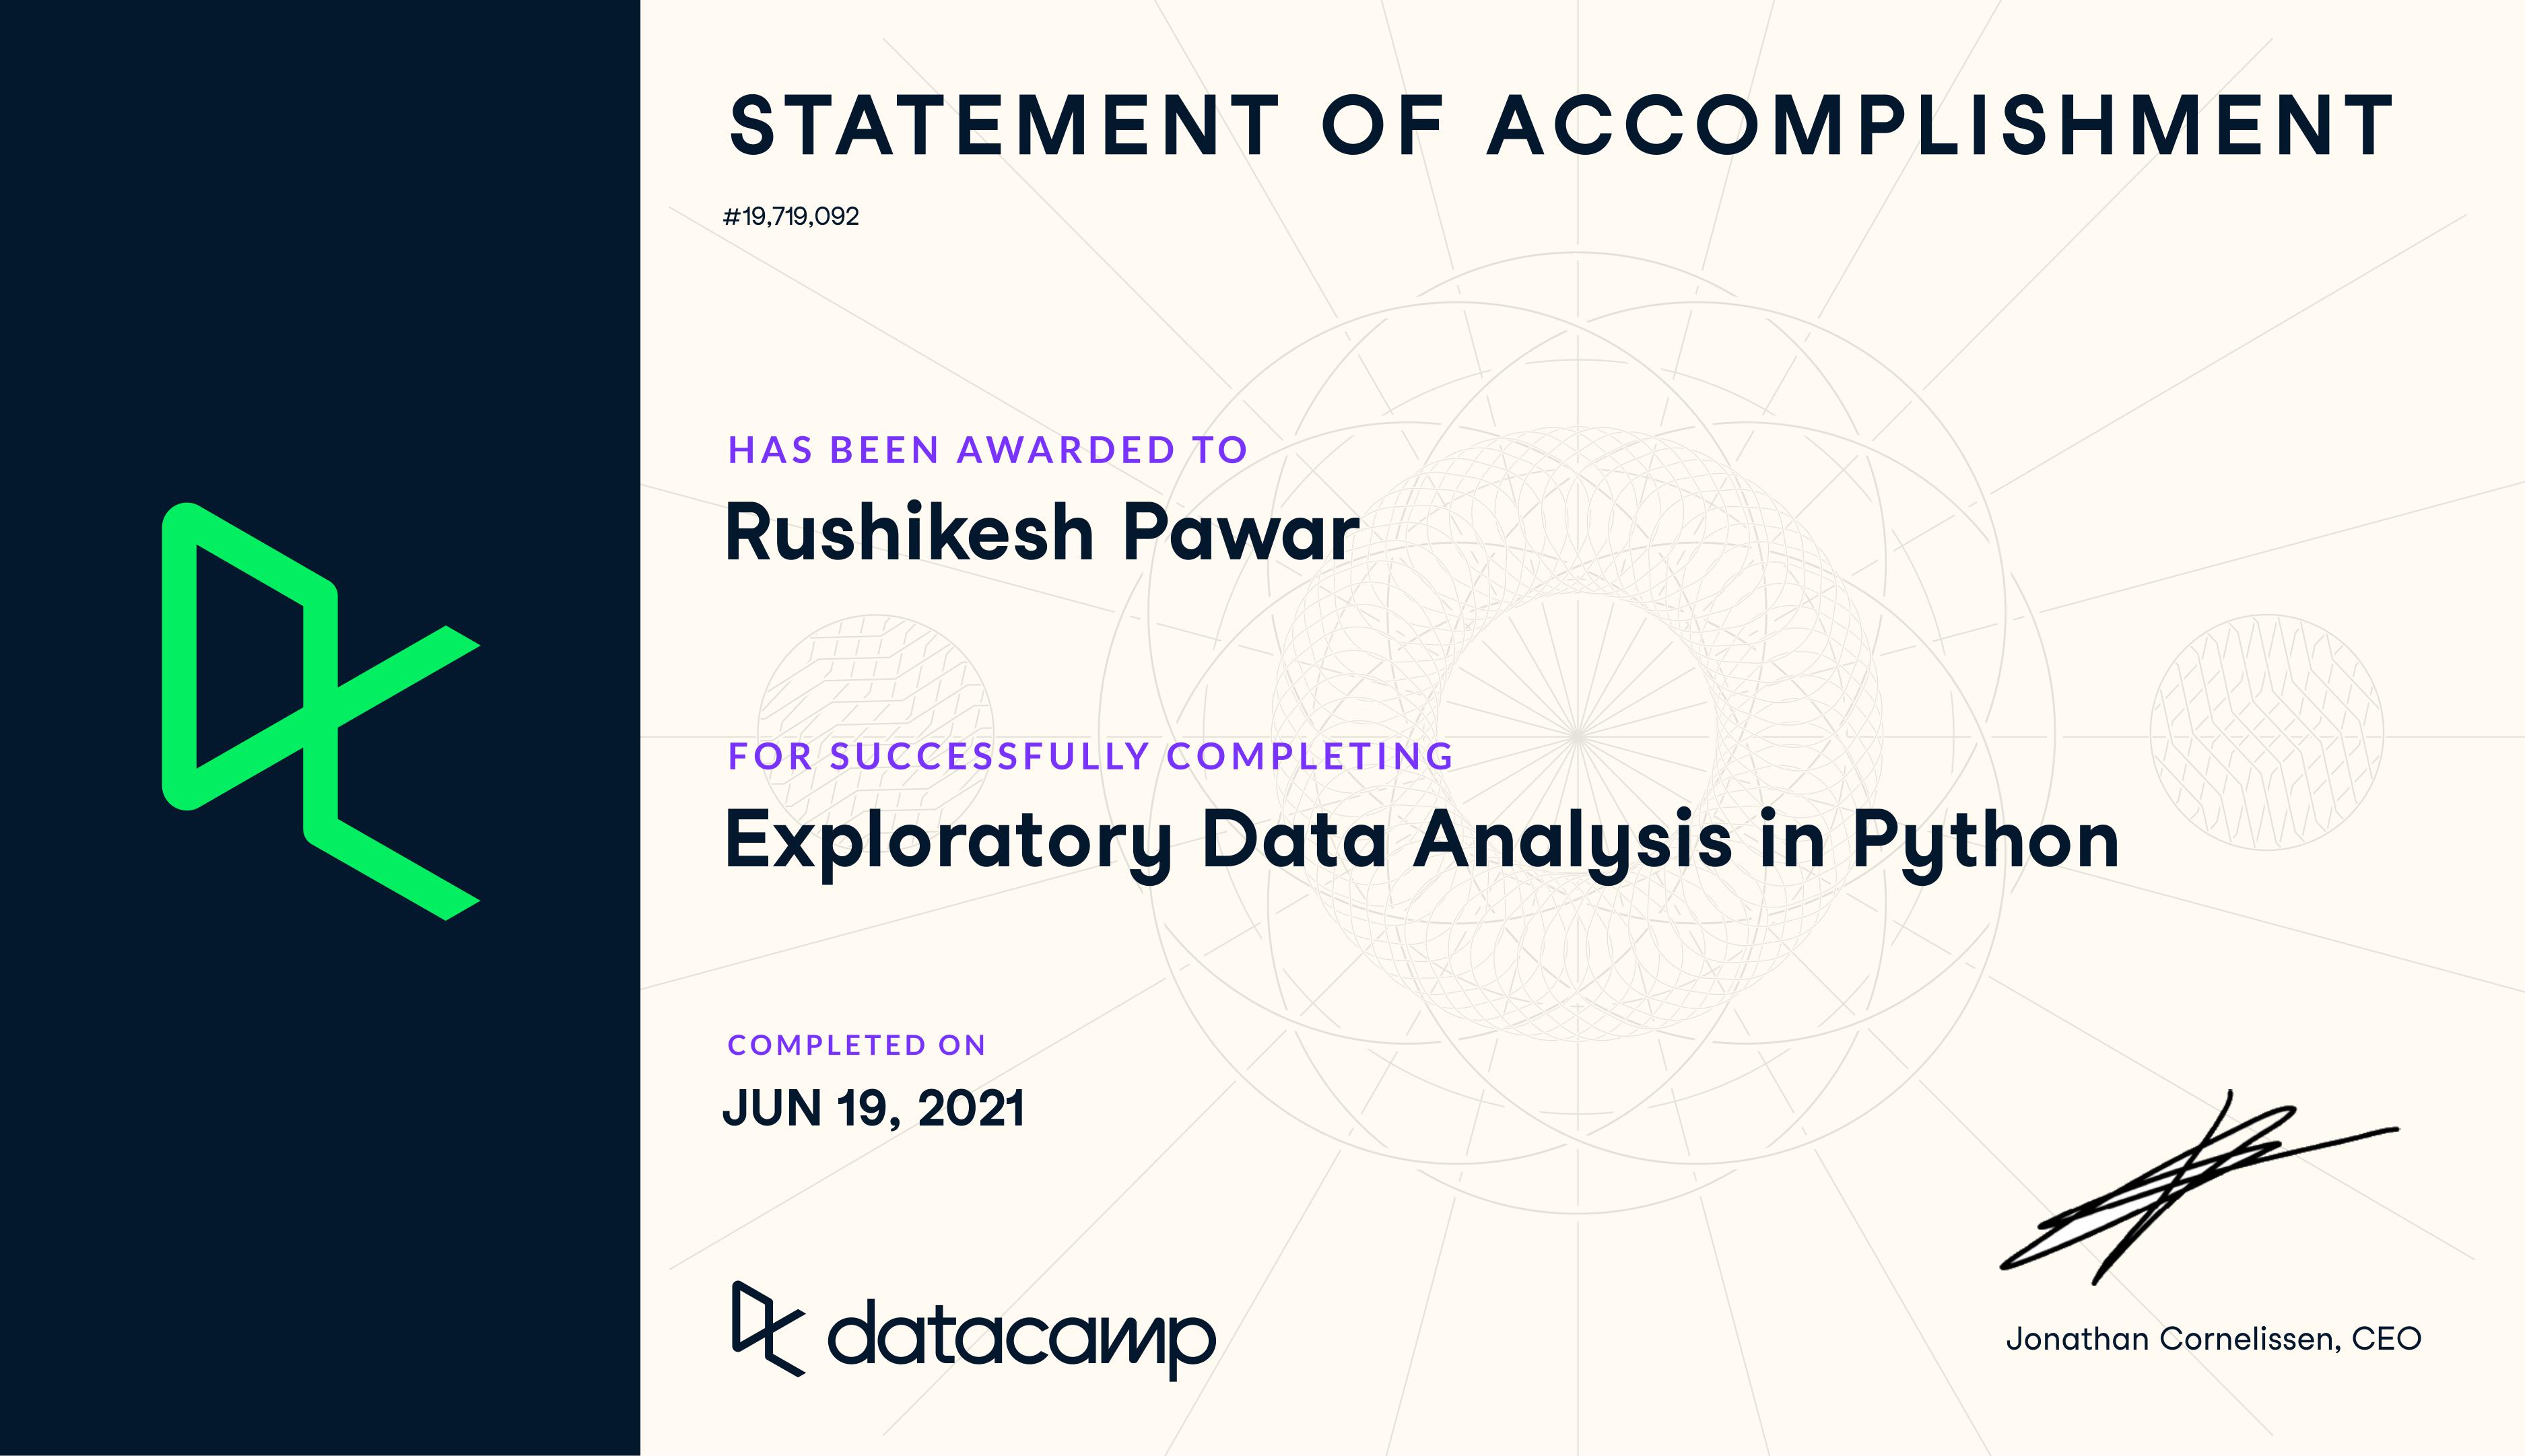 STATEMENT OF ACCOMPLISHMENT
#19,719,092
HAS BEEN AWARDED TO
Rushikesh Pawar
FOR SUCCESSFULLY COMPLETING
Exploratory Data Analysis in Python
COMPLETED ON
JUN 19, 2021
datacamp
Jonathan Cornelissen, CEO